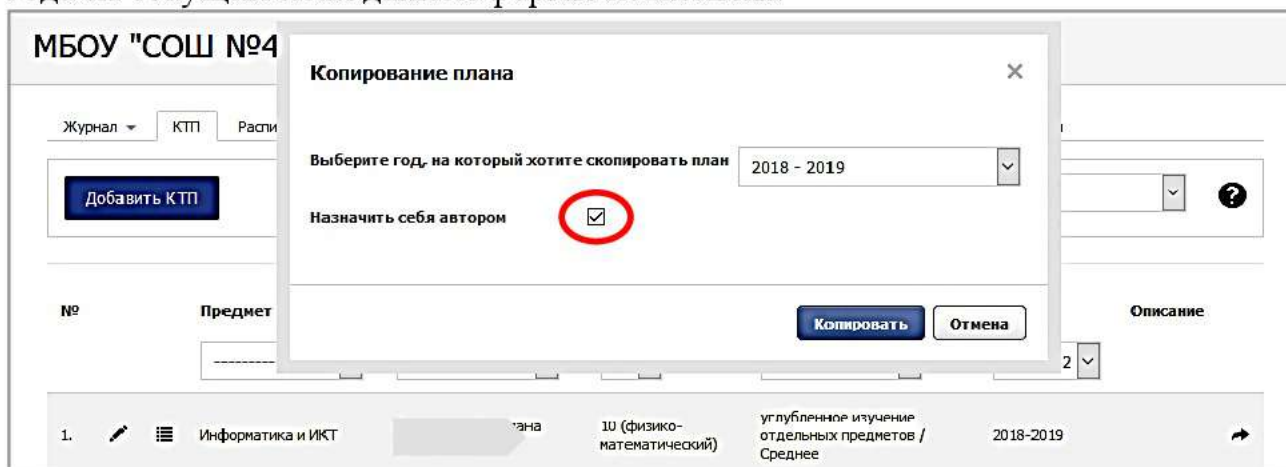 МБОУ "СОШ №4
Копирование плана
Журнал КТП Распи
Выберите год, на который хотите скопировать план 2018 - 2019
Добавить КТП
Назначить себя автором
Копировать Отмена
№ Предмет Описание
----------
2
1. Информатика и ИКТ 10 (физико-математический) углубленное изучение отдельных предметов / Среднее 2018-2019